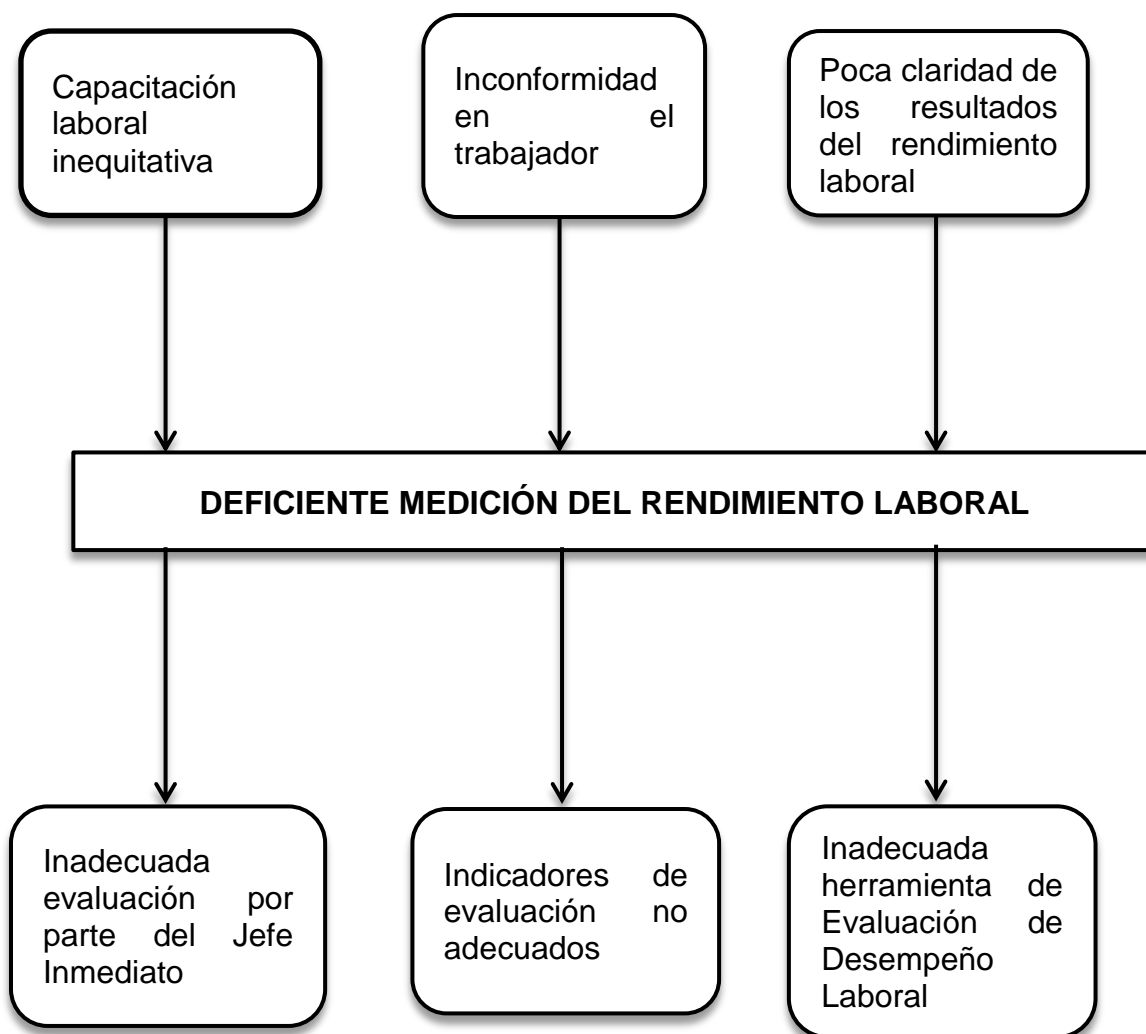 Capacitación
laboral
inequitativa
Inconformidad
en el
trabajador
Poca claridad de
los resultados
del rendimiento
laboral
DEFICIENTE MEDICIÓN DEL RENDIMIENTO LABORAL
Inadecuada
evaluación por
parte del Jefe
Inmediato
Indicadores de
evaluación no
adecuados
Inadecuada
herramienta de
Evaluación de
Desempeño
Laboral